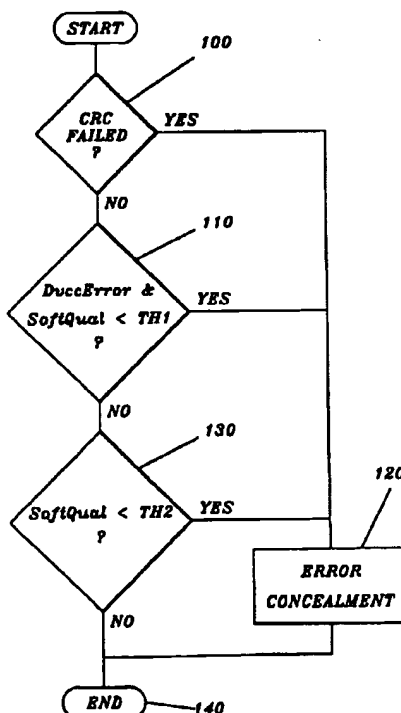 START
100
CRC
FAILED
?
YES
NO
110
DvccError &
SoftQual < TH1
?
YES
NO
130
SoftQual < TH2
?
YES
120
ERROR
CONCEALMENT
NO
END
140